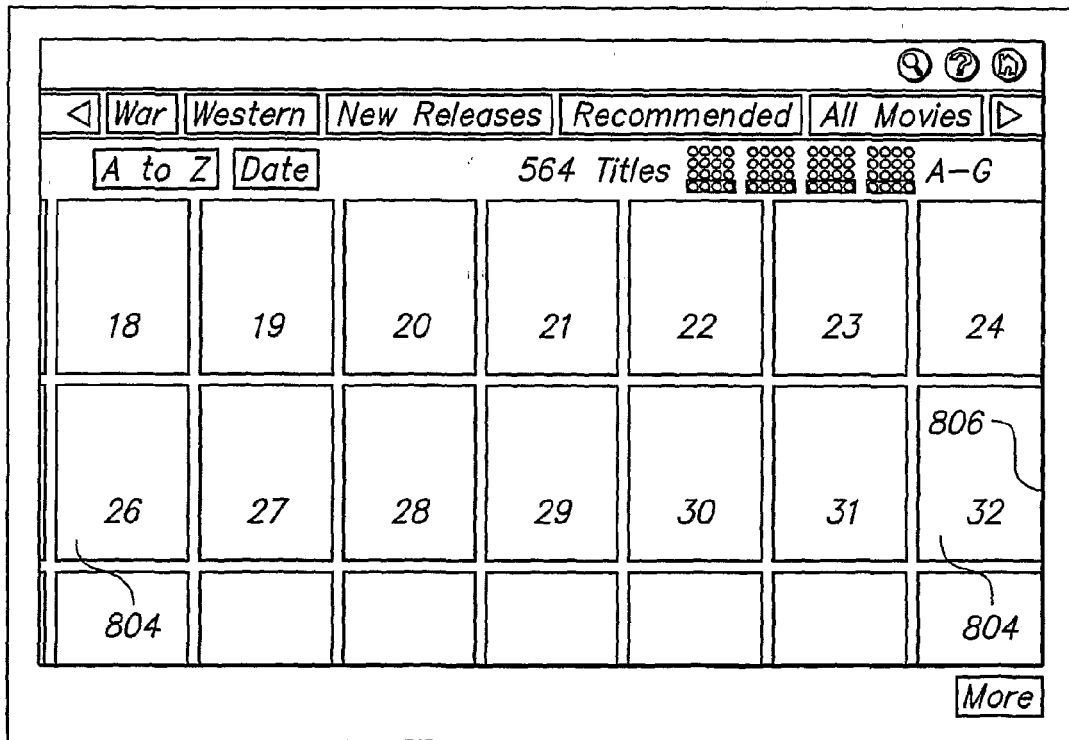 ?
War Western New Releases Recommended All Movies
A to Z Date 564 Titles A-G
18 19 20 21 22 23 24
806
26 27 28 29 30 31 32
804 804
More